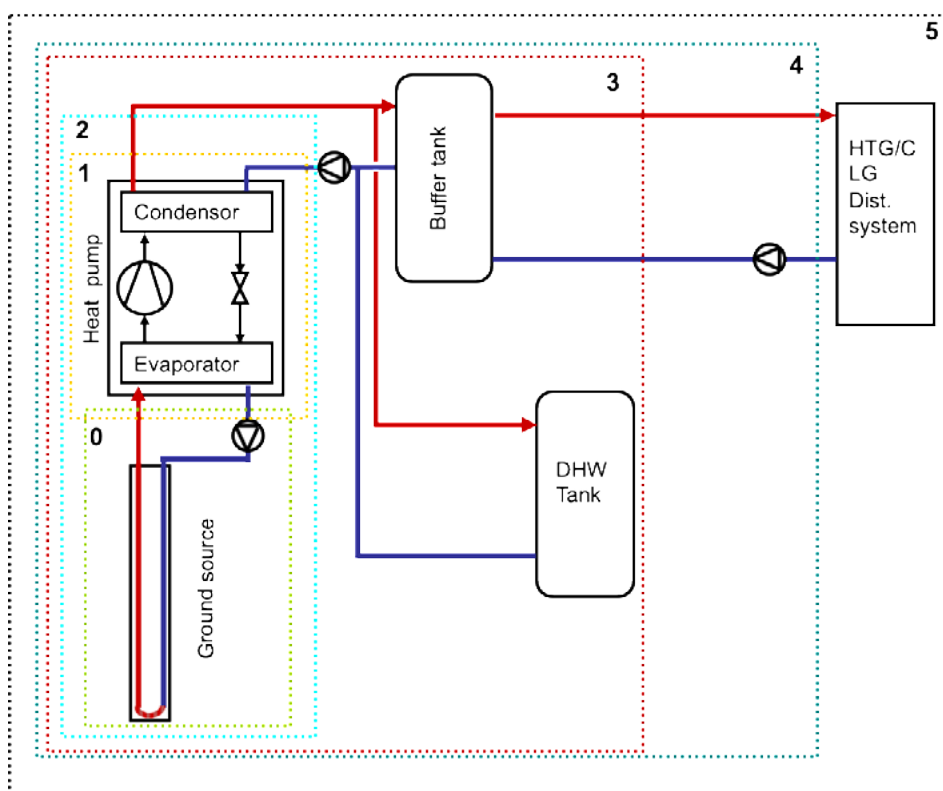 5
4
3
2
1
0
Condensor
Evaporator
Heat pump
Ground source
Buffer tank
DHW
Tank
HTG/C
LG
Dist.
system